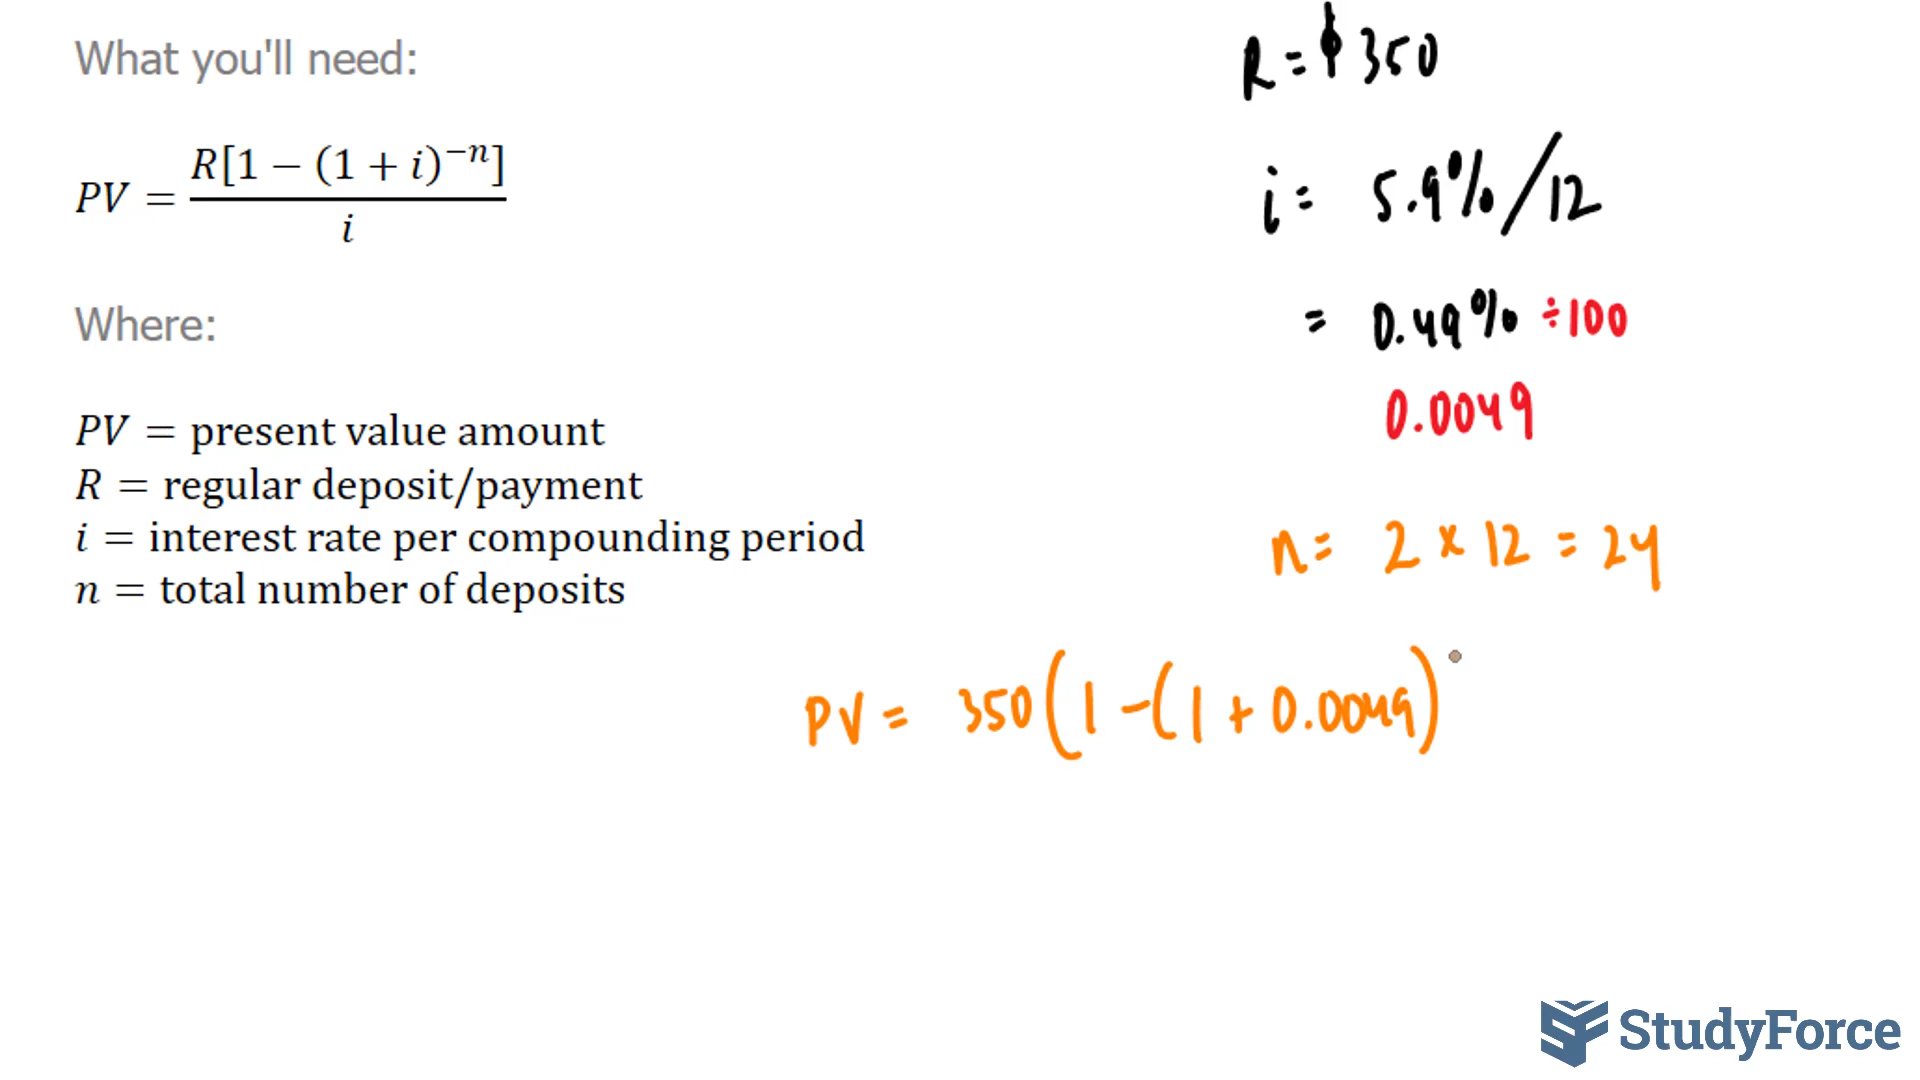 What you'll need:
PV = R[1 − (1 + i)⁻ⁿ] / i
Where:
PV = present value amount
R = regular deposit/payment
i = interest rate per compounding period
n = total number of deposits
R = $350
i = 5.9%/12
= 0.49% ÷100
0.0049
n = 2 × 12 = 24
PV = 350(1 - (1 + 0.0049)
StudyForce